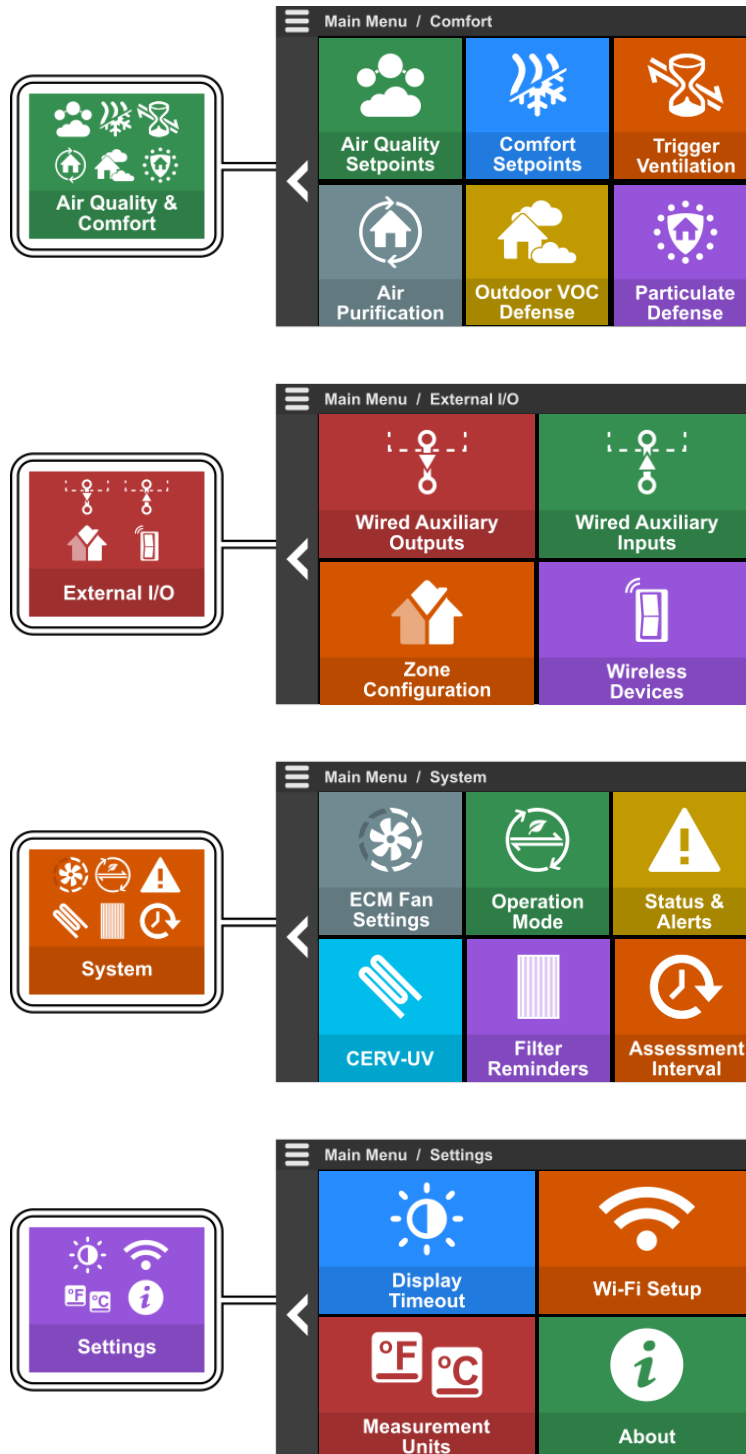 Main Menu / Comfort
Air Quality &
Comfort
Air Quality
Setpoints
Comfort
Setpoints
Trigger
Ventilation
Air
Purification
Outdoor VOC
Defense
Particulate
Defense
Main Menu / External I/O
External I/O
Wired Auxiliary
Outputs
Wired Auxiliary
Inputs
Zone
Configuration
Wireless
Devices
Main Menu / System
System
ECM Fan
Settings
Operation
Mode
Status &
Alerts
CERV-UV
Filter
Reminders
Assessment
Interval
Main Menu / Settings
°F
°C
i
Settings
Display
Timeout
Wi-Fi Setup
°F
°C
Measurement
Units
i
About